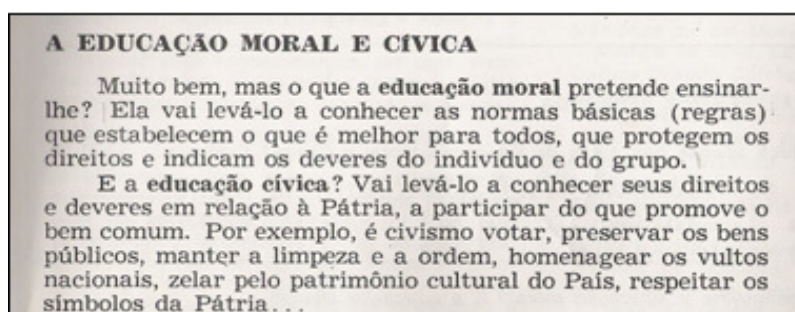 A EDUCAÇÃO MORAL E CÍVICA
Muito bem, mas o que a educação moral pretende ensinar-
lhe? Ela vai levá-lo a conhecer as normas básicas (regras)
que estabelecem o que é melhor para todos, que protegem os
direitos e indicam os deveres do indivíduo e do grupo.
E a educação cívica? Vai levá-lo a conhecer seus direitos
e deveres em relação à Pátria, a participar do que promove o
bem comum. Por exemplo, é civismo votar, preservar os bens
públicos, manter a limpeza e a ordem, homenagear os vultos
nacionais, zelar pelo patrimônio cultural do País, respeitar os
símbolos da Pátria...